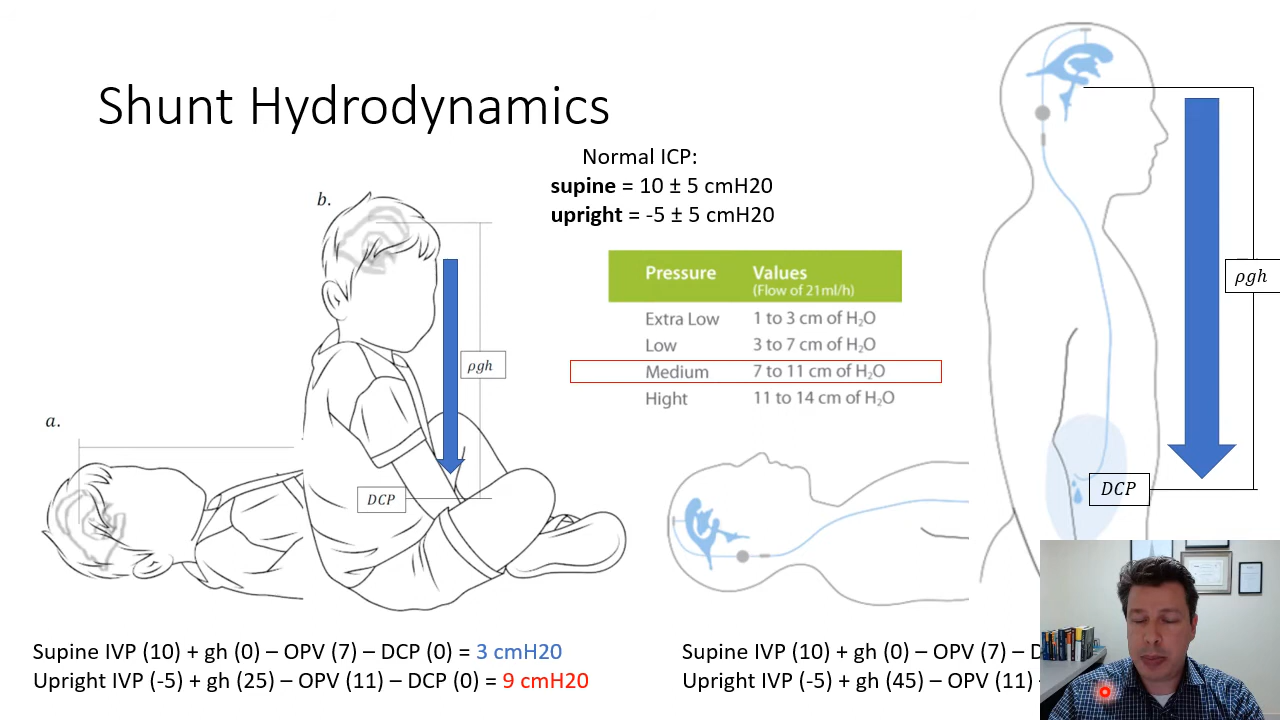 Shunt Hydrodynamics
Normal ICP:
supine = 10 ± 5 cmH20
upright = -5 ± 5 cmH20
Pressure Values
(Flow of 21ml/h)
Extra Low 1 to 3 cm of H₂O
Low 3 to 7 cm of H₂O
Medium 7 to 11 cm of H₂O
Hight 11 to 14 cm of H₂O
b.
ρgh
DCP
a.
ρgh
DCP
Supine IVP (10) + gh (0) – OPV (7) – DCP (0) = 3 cmH20
Upright IVP (-5) + gh (25) – OPV (11) – DCP (0) = 9 cmH20
Supine IVP (10) + gh (0) – OPV (7) – D
Upright IVP (-5) + gh (45) – OPV (11)